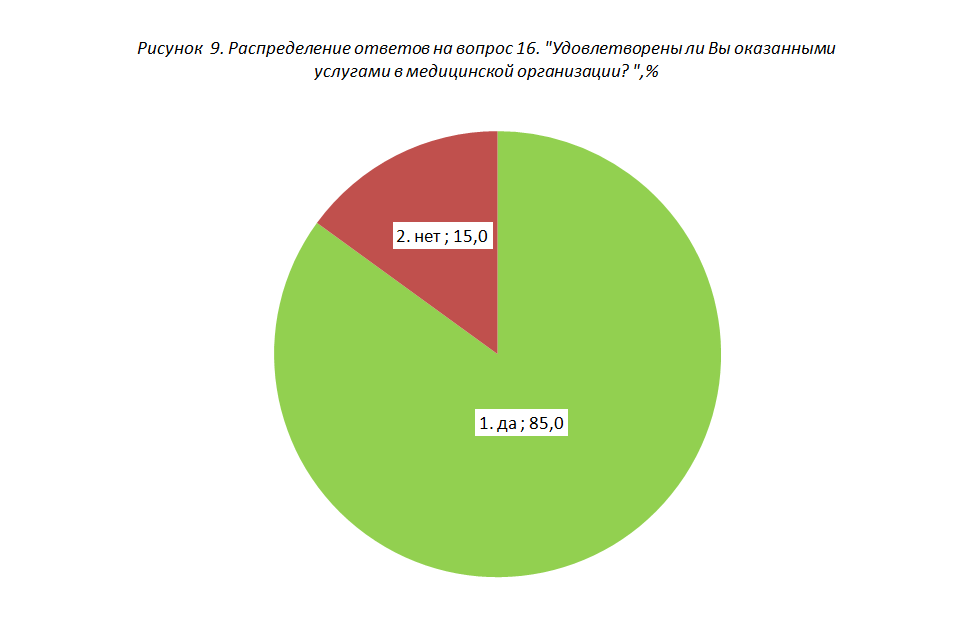 Рисунок  9. Распределение ответов на вопрос 16. "Удовлетворены ли Вы оказанными
услугами в медицинской организации? ",%
2. нет ; 15,0
1. да ; 85,0